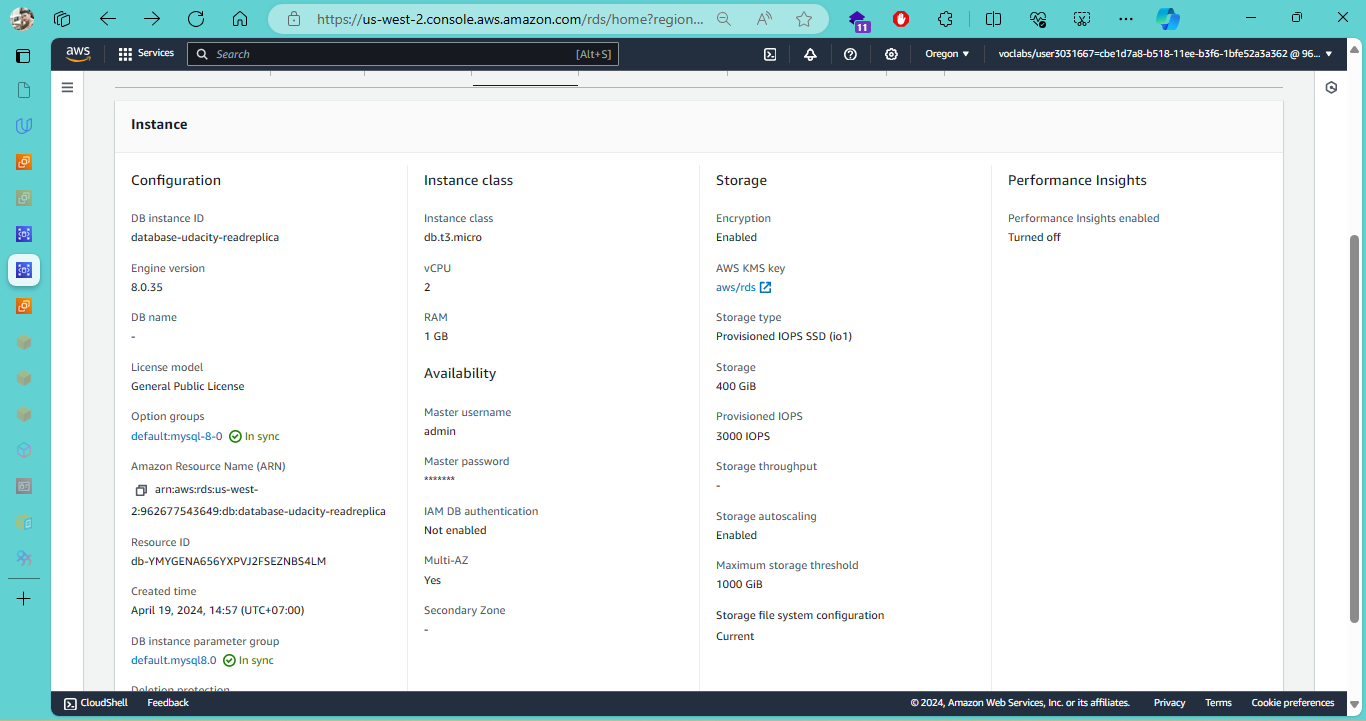 https://us-west-2.console.aws.amazon.com/rds/home?region...
11
aws
Services
Search
[Alt+S]
Oregon
voclabs/user3031667=cbe1d7a8-b518-11ee-b3f6-1bfe52a3a362 @ 96...
Instance
Configuration
DB instance ID
database-udacity-readreplica
Engine version
8.0.35
DB name
-
License model
General Public License
Option groups
default:mysql-8-0 In sync
Amazon Resource Name (ARN)
arn:aws:rds:us-west-
2:962677543649:db:database-udacity-readreplica
Resource ID
db-YMYGENA656YXPVJ2FSEZNBS4LM
Created time
April 19, 2024, 14:57 (UTC+07:00)
DB instance parameter group
default.mysql8.0 In sync
Deletion protection
Instance class
Instance class
db.t3.micro
vCPU
2
RAM
1 GB
Availability
Master username
admin
Master password
*******
IAM DB authentication
Not enabled
Multi-AZ
Yes
Secondary Zone
-
Storage
Encryption
Enabled
AWS KMS key
aws/rds
Storage type
Provisioned IOPS SSD (io1)
Storage
400 GiB
Provisioned IOPS
3000 IOPS
Storage throughput
-
Storage autoscaling
Enabled
Maximum storage threshold
1000 GiB
Storage file system configuration
Current
Performance Insights
Performance Insights enabled
Turned off
CloudShell
Feedback
© 2024, Amazon Web Services, Inc. or its affiliates.
Privacy
Terms
Cookie preferences